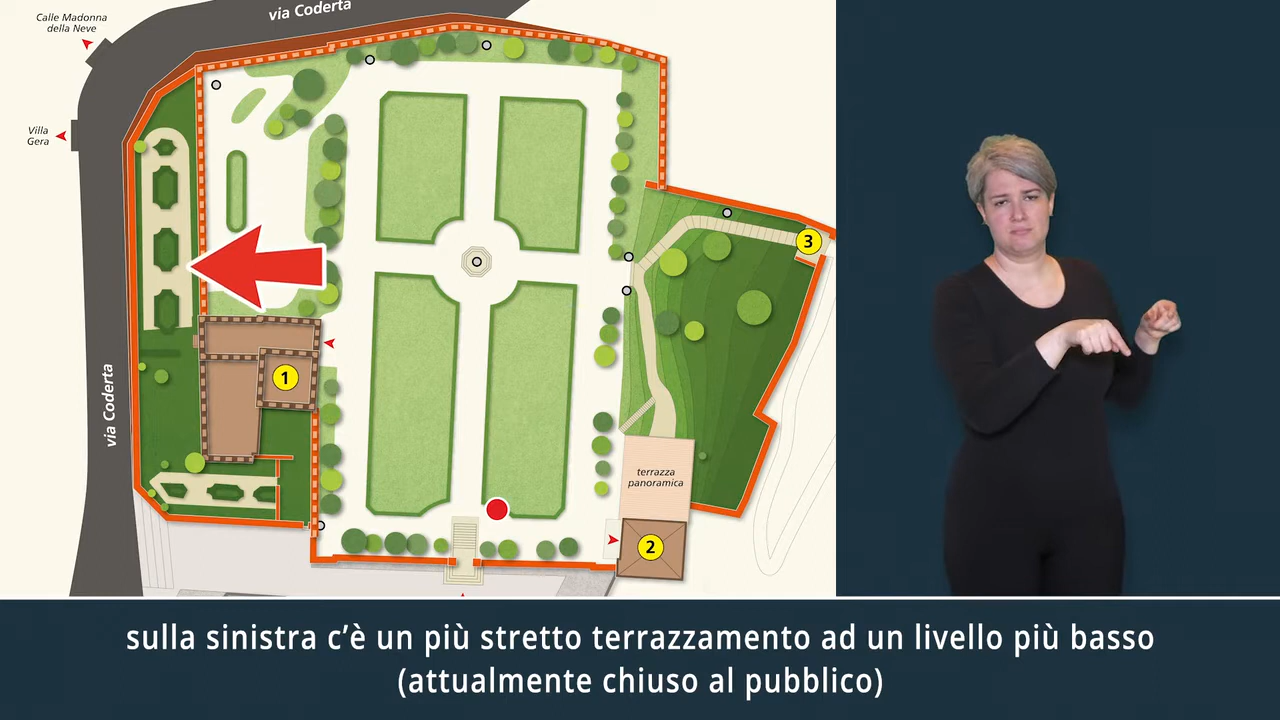 via Coderta
Calle Madonna
della Neve
Villa
Gera
via Coderta
3
1
terrazza
panoramica
2
sulla sinistra c’è un più stretto terrazzamento ad un livello più basso
(attualmente chiuso al pubblico)